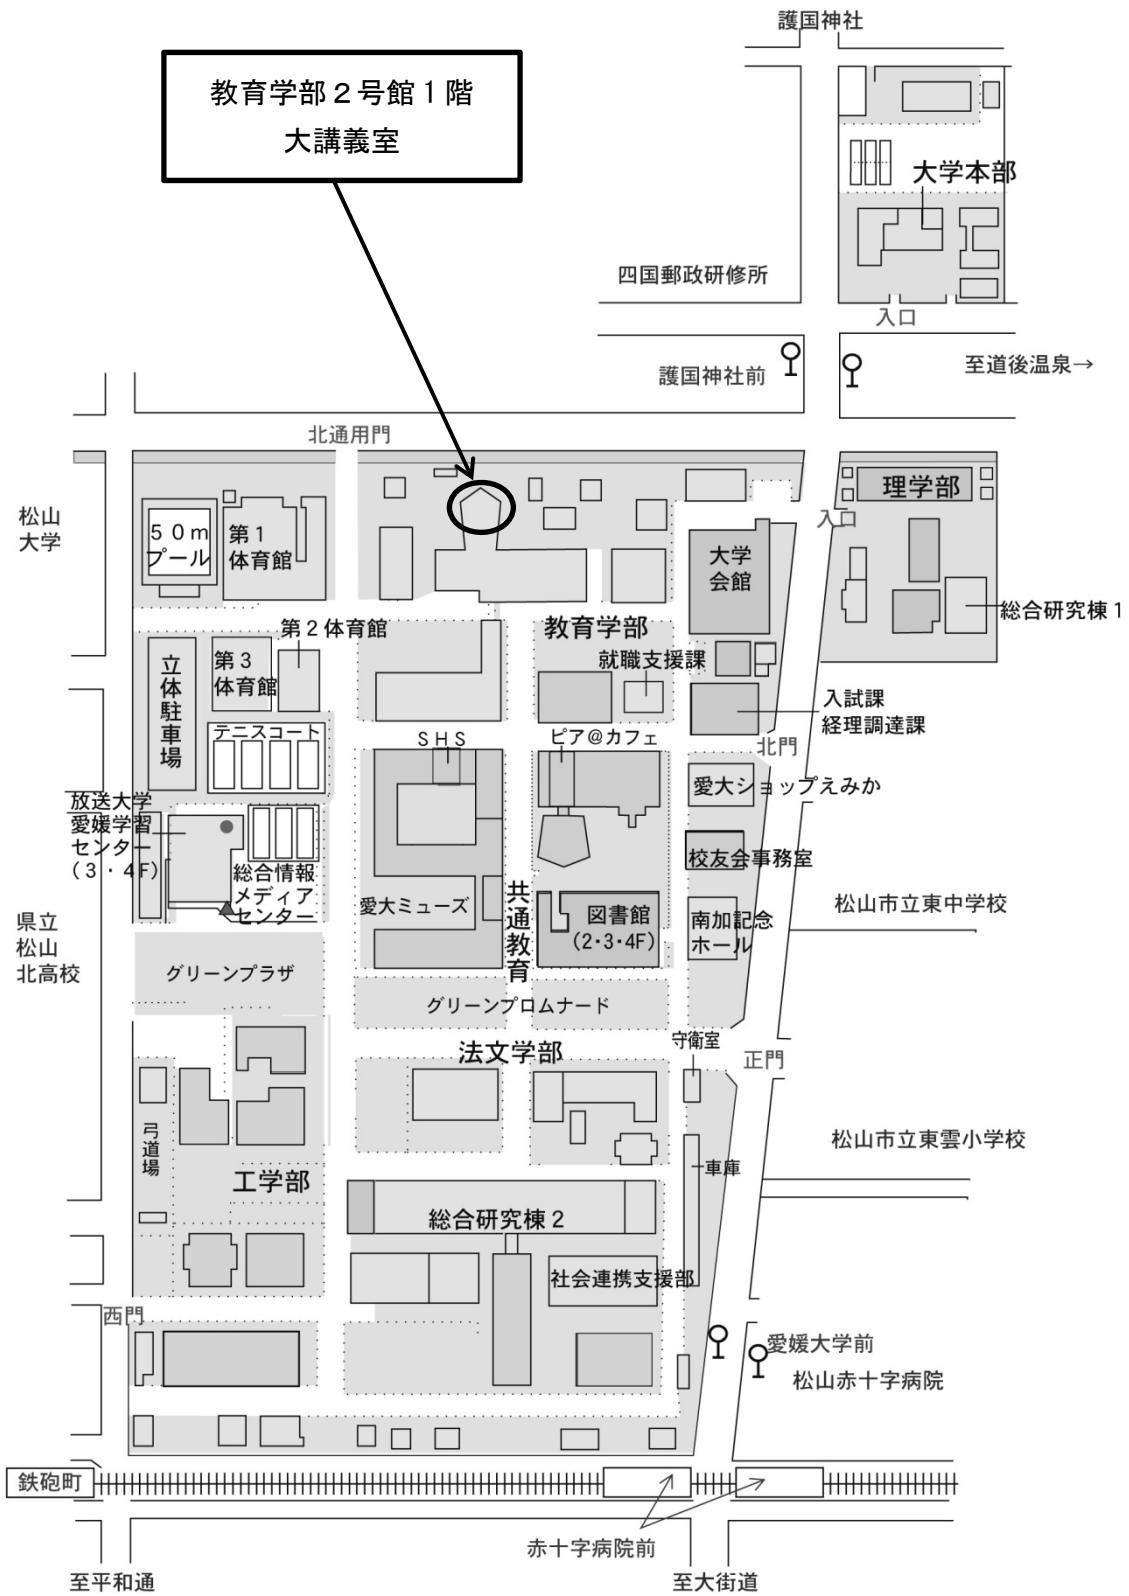 護国神社
教育学部２号館１階
大講義室
大学本部
四国郵政研修所
入口
護国神社前
至道後温泉→
北通用門
松山
大学
５０ｍ
プール
第１
体育館
大学
会館
理学部
入口
総合研究棟１
第２体育館
教育学部
就職支援課
立体駐車場
第３
体育館
入試課
経理調達課
テニスコート
ＳＨＳ
ピア@カフェ
北門
愛大ショップえみか
放送大学
愛媛学習
センター
（３・４Ｆ）
校友会事務室
総合情報
メディア
センター
愛大ミューズ
共通教育
図書館
（2・3・4F）
南加記念
ホール
松山市立東中学校
県立
松山
北高校
グリーンプラザ
グリーンプロムナード
法文学部
守衛室
正門
弓道場
松山市立東雲小学校
工学部
車庫
総合研究棟２
社会連携支援部
西門
愛媛大学前
松山赤十字病院
鉄砲町
赤十字病院前
至平和通
至大街道